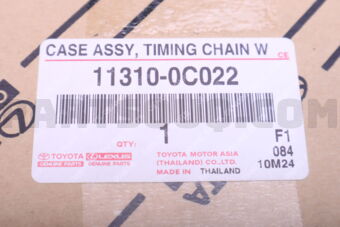 CASE ASSY, TIMING CHAIN W
CE
11310-0C022
QTY:
1
F1
TOYOTA
GENUINE PARTS
LEXUS
GENUINE PARTS
TOYOTA MOTOR ASIA
(THAILAND) CO.,LTD.
MADE IN THAILAND
084
10M24